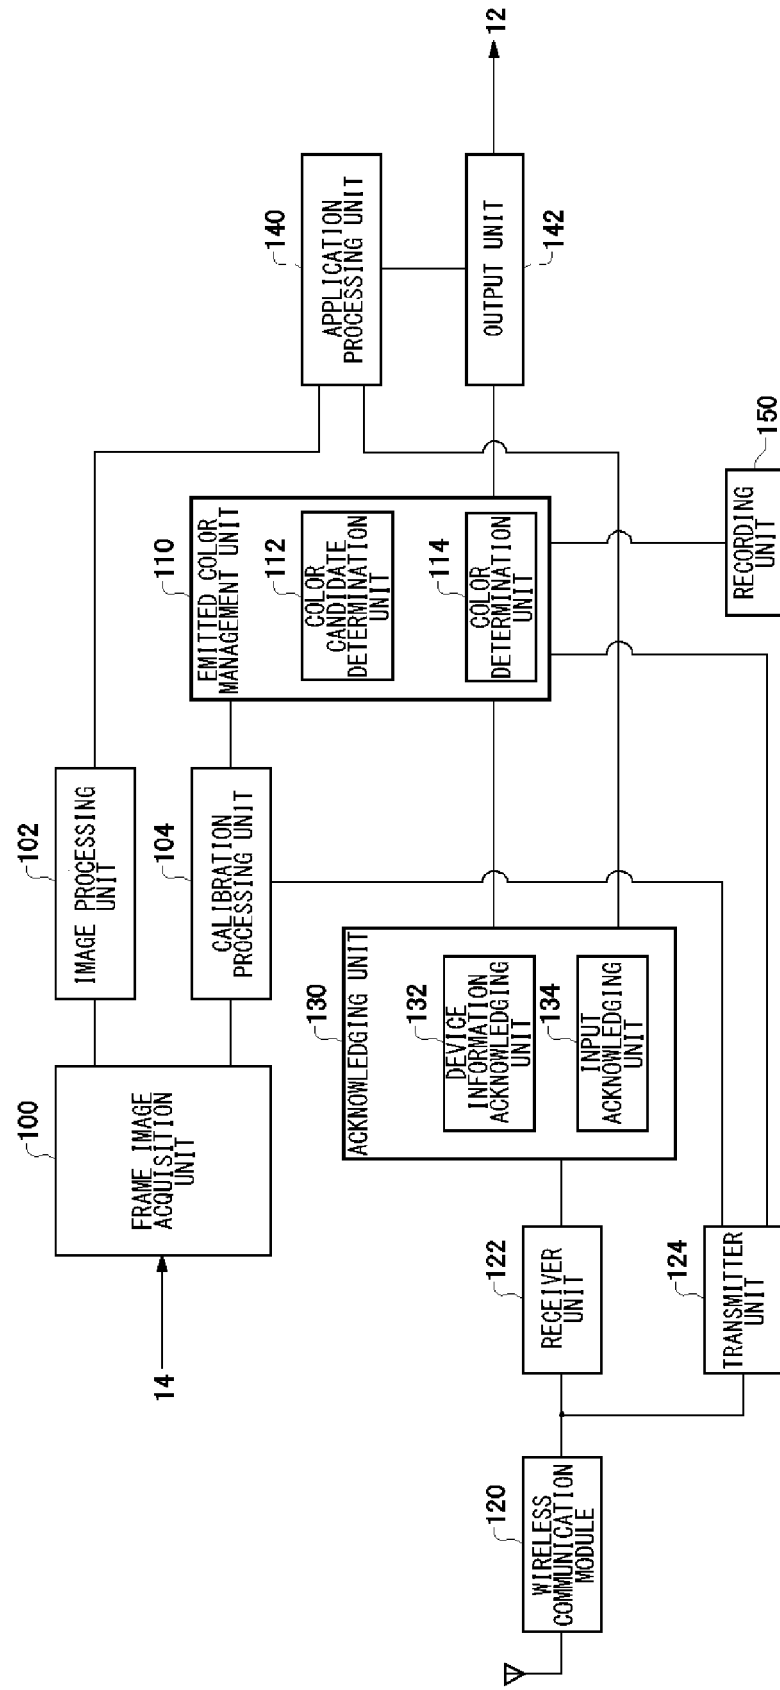 14
100
FRAME IMAGE
ACQUISITION
UNIT
102
IMAGE PROCESSING
UNIT
104
CALIBRATION
PROCESSING UNIT
110
EMITTED COLOR
MANAGEMENT UNIT
112
COLOR
CANDIDATE
DETERMINATION
UNIT
114
COLOR
DETERMINATION
UNIT
140
APPLICATION
PROCESSING UNIT
12
OUTPUT UNIT
142
130
ACKNOWLEDGING UNIT
132
DEVICE
INFORMATION
ACKNOWLEDGING
UNIT
134
INPUT
ACKNOWLEDGING
UNIT
120
WIRELESS
COMMUNICATION
MODULE
122
RECEIVER
UNIT
124
TRANSMITTER
UNIT
150
RECORDING
UNIT